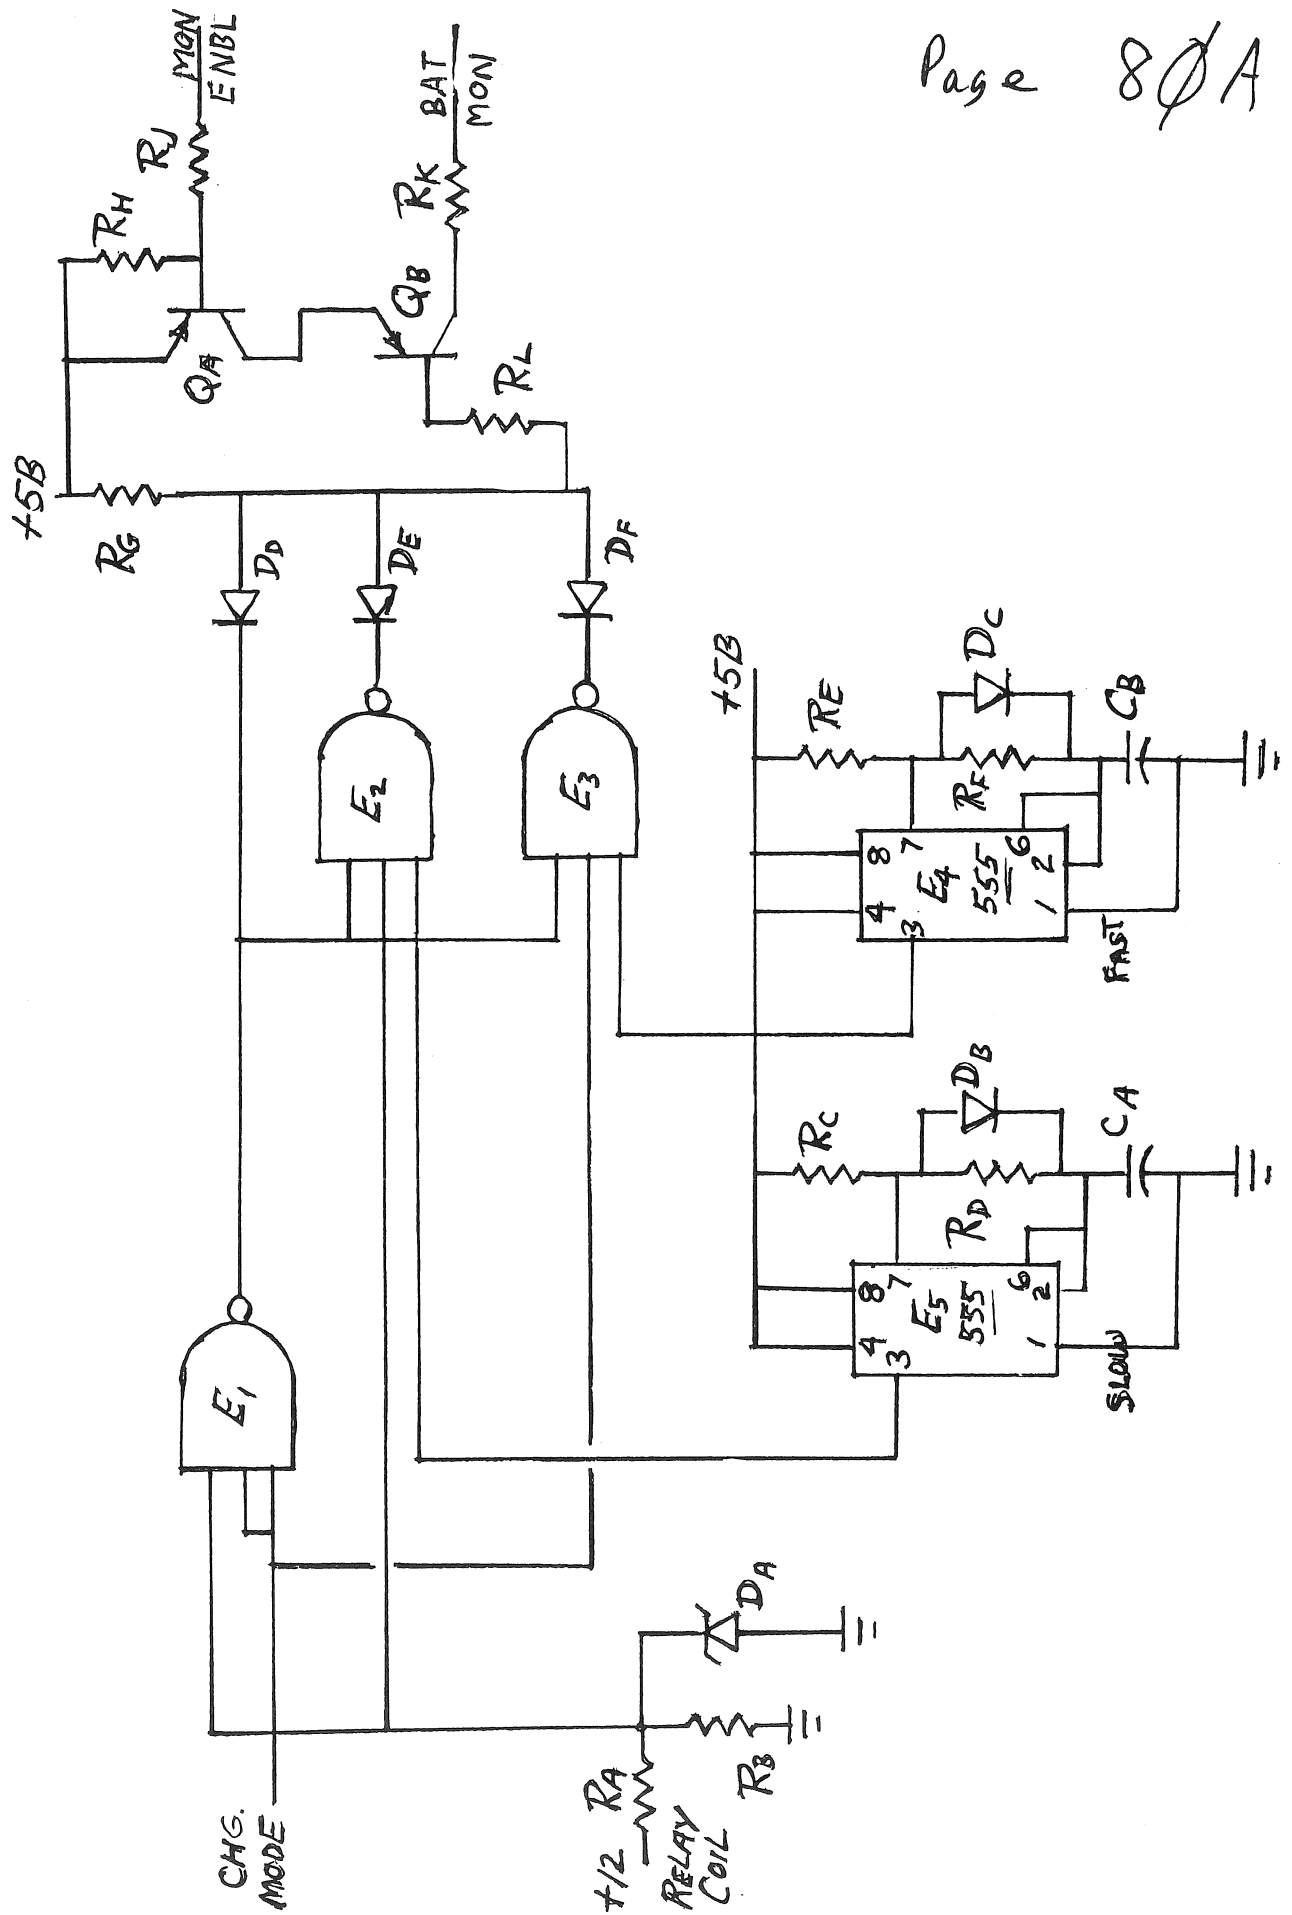 Page 8ØA
MON
ENBL
RJ
RH
BAT
MON
RK
QA
QB
RL
+5B
RG
DD
DE
DF
E2
E3
+5B
RE
DC
RF
CB
8
7
4
E4
6
3
555
2
1
FAST
RC
DB
RD
CA
8
7
4
E5
6
3
555
2
1
SLOW
E1
CHG.
MODE
+12
RA
RELAY
COIL
RB
DA